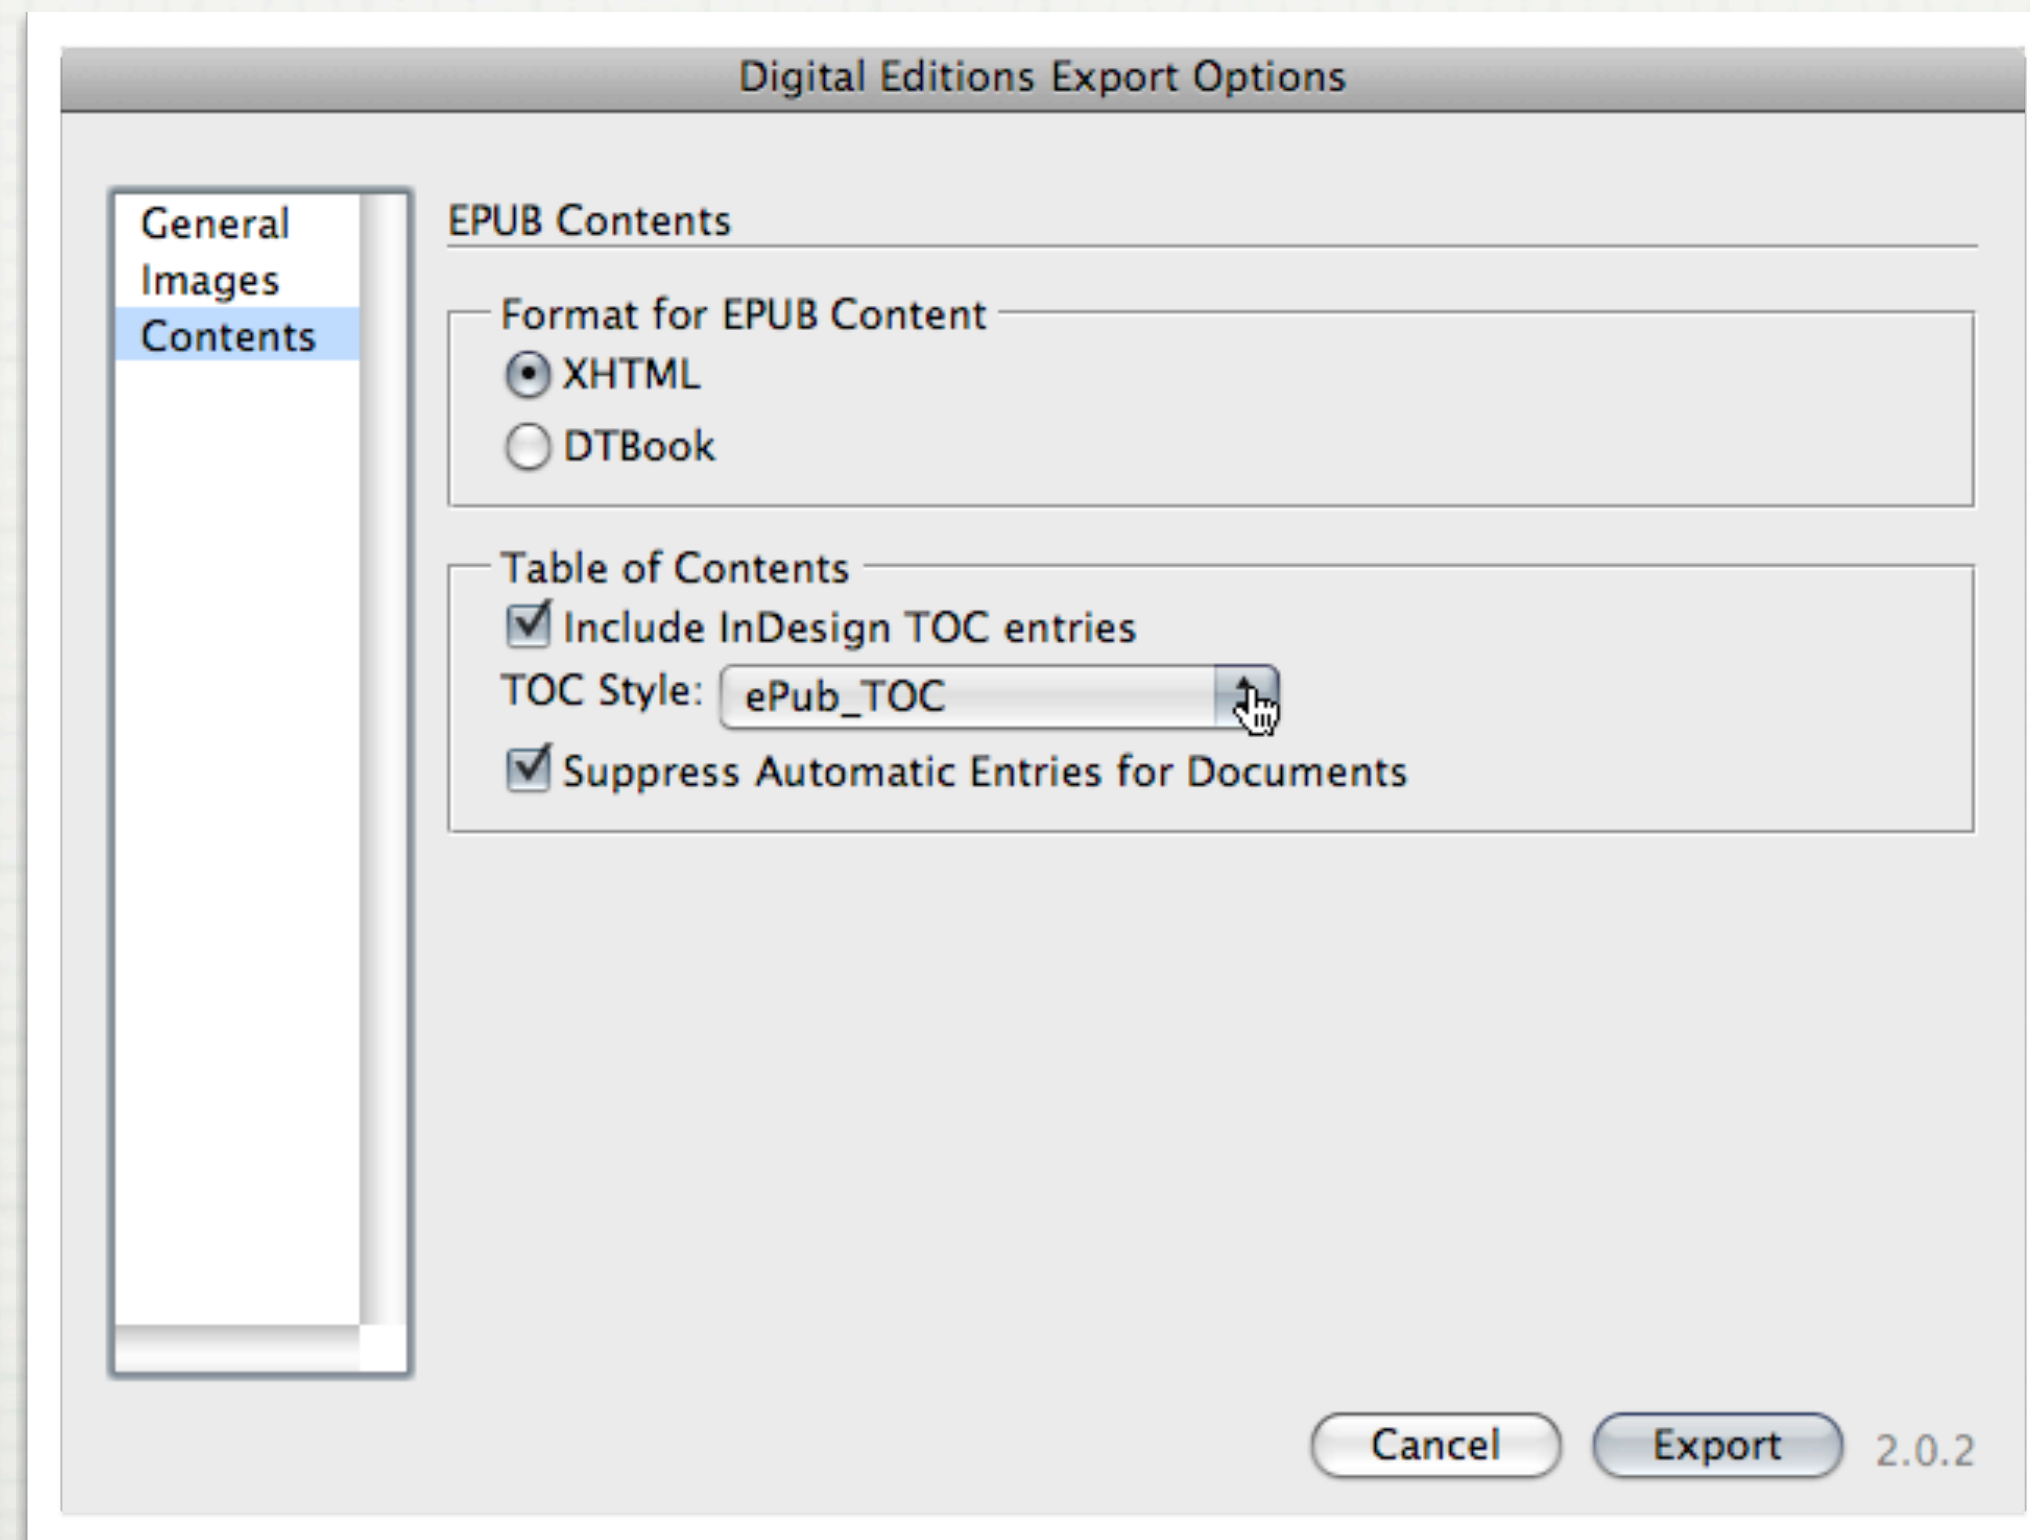 Digital Editions Export Options
General
Images
Contents
EPUB Contents
Format for EPUB Content
XHTML
DTBook
Table of Contents
Include InDesign TOC entries
TOC Style: ePub_TOC
Suppress Automatic Entries for Documents
Cancel Export 2.0.2